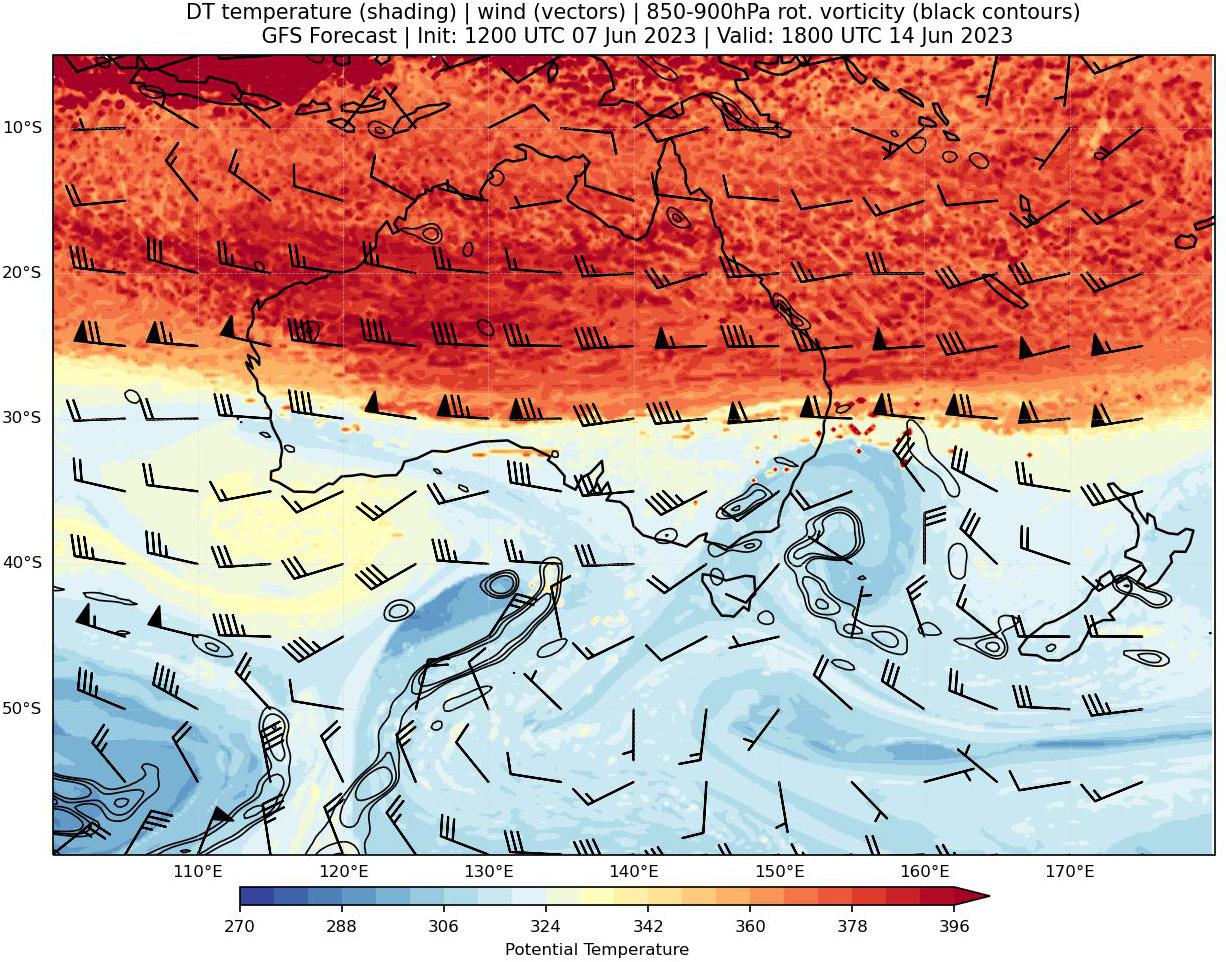 DT temperature (shading) | wind (vectors) | 850-900hPa rot. vorticity (black contours)
GFS Forecast | Init: 1200 UTC 07 Jun 2023 | Valid: 1800 UTC 14 Jun 2023
10°S
20°S
30°S
40°S
50°S
110°E 120°E 130°E 140°E 150°E 160°E 170°E
270 288 306 324 342 360 378 396
Potential Temperature